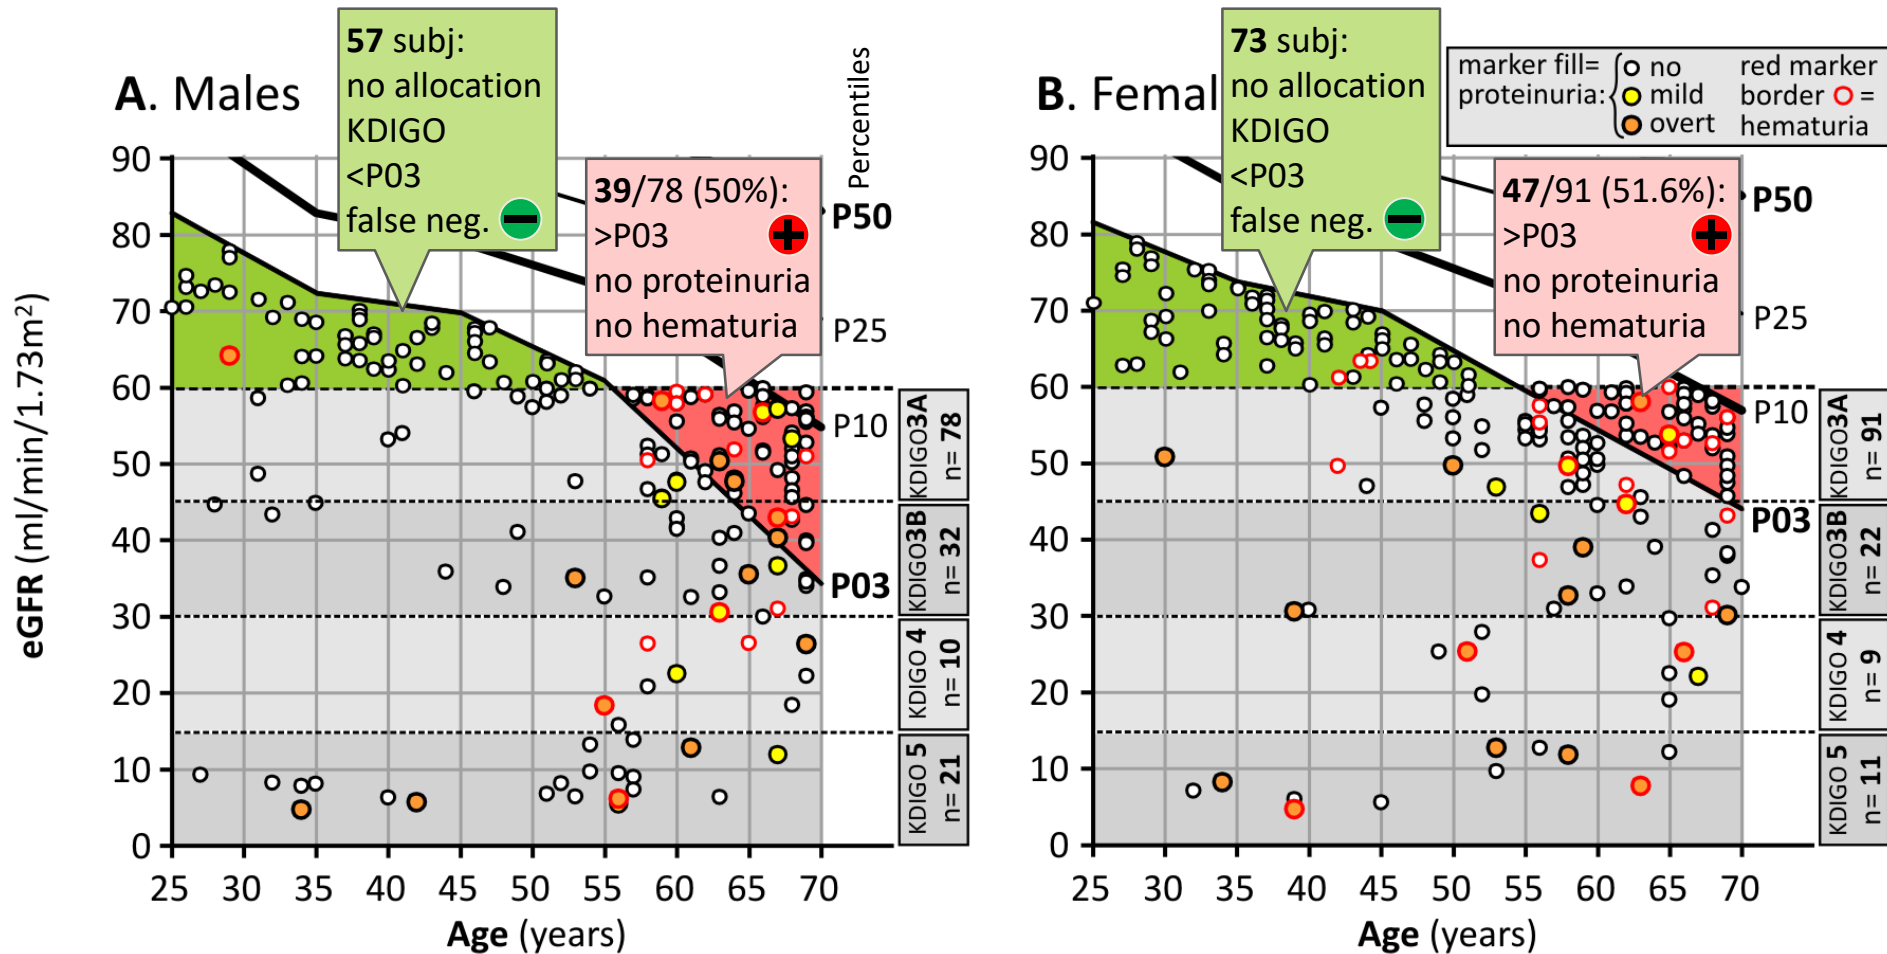 A. Males
57 subj:
no allocation
KDIGO
<P03
false neg.
39/78 (50%):
>P03
no proteinuria
no hematuria
Percentiles
P50
P25
P10
P03
90
80
70
60
50
40
30
20
10
0
eGFR (ml/min/1.73m²)
25 30 35 40 45 50 55 60 65 70
Age (years)
KDIGO3A
n= 78
KDIGO3B
n= 32
KDIGO 4
n= 10
KDIGO 5
n= 21
B. Femal
73 subj:
no allocation
KDIGO
<P03
false neg.
marker fill=
proteinuria:
no
mild
overt
red marker
border =
hematuria
47/91 (51.6%):
>P03
no proteinuria
no hematuria
P50
P25
P10
P03
90
80
70
60
50
40
30
20
10
0
25 30 35 40 45 50 55 60 65 70
Age (years)
KDIGO3A
n= 91
KDIGO3B
n= 22
KDIGO 4
n= 9
KDIGO 5
n= 11